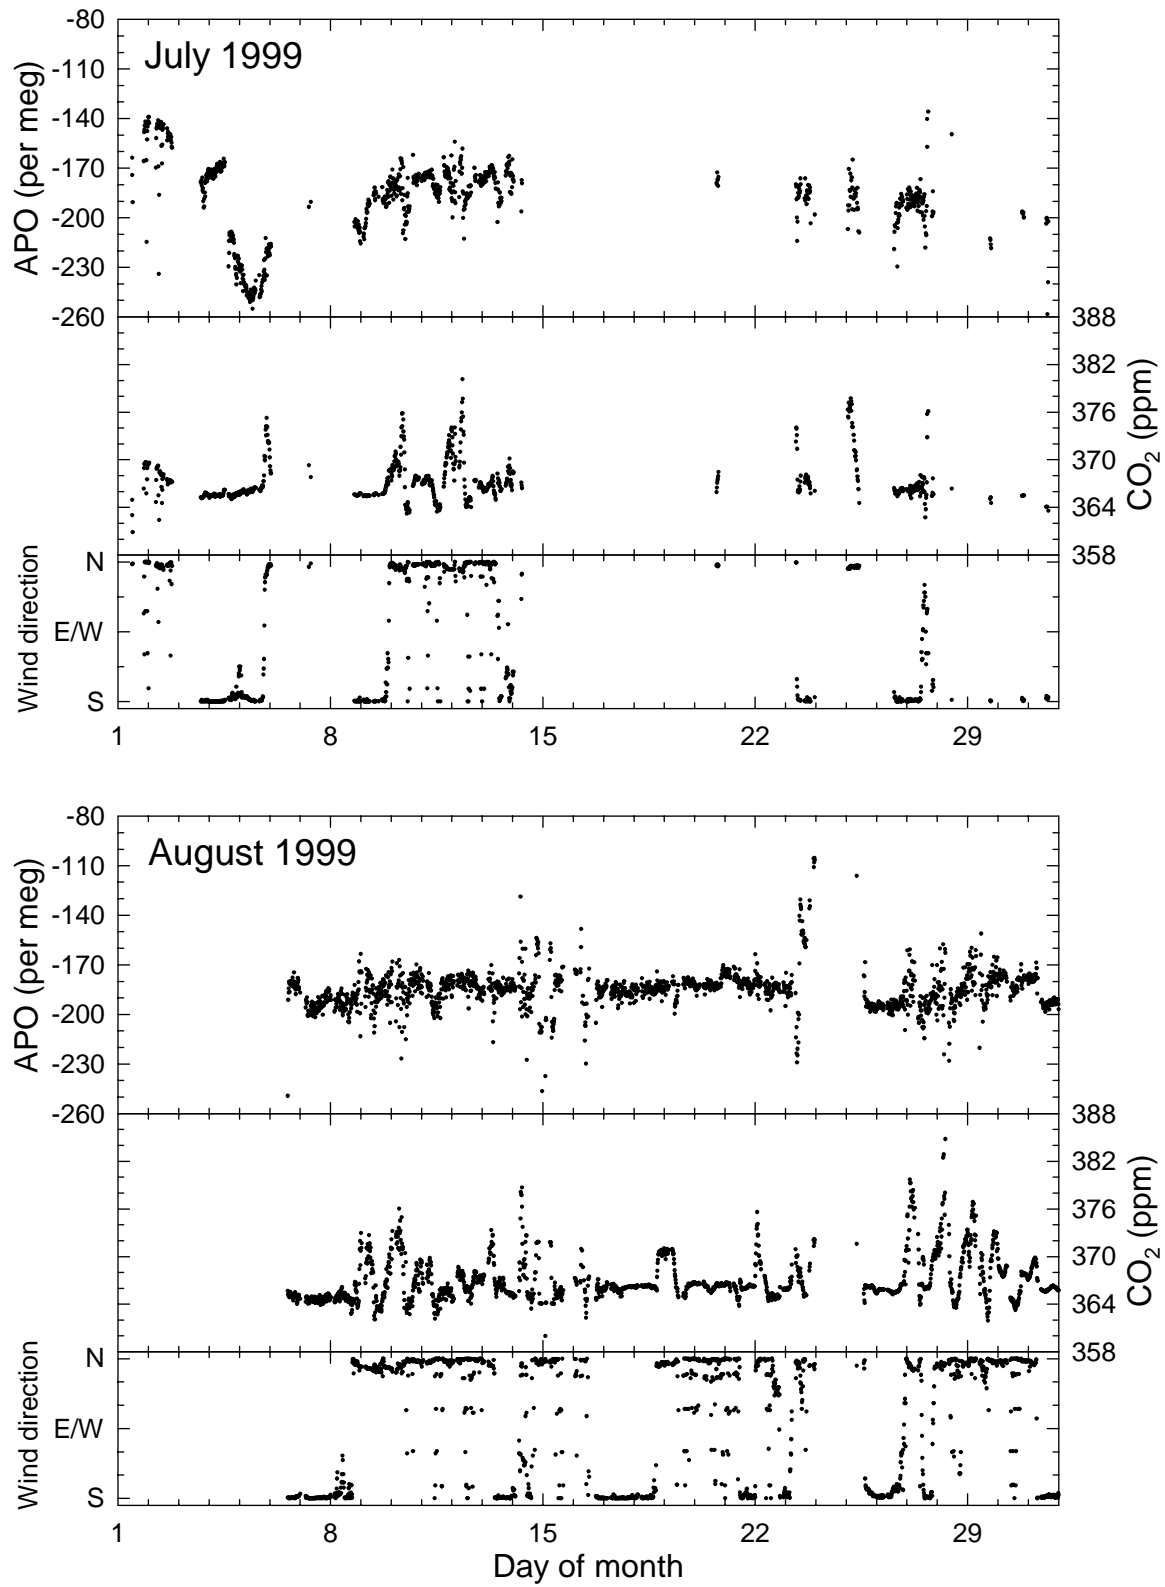 July 1999
APO (per meg)
-80
-110
-140
-170
-200
-230
-260
388
382
376
370
364
358
CO2 (ppm)
Wind direction
N
E/W
S
1 8 15 22 29
August 1999
APO (per meg)
-80
-110
-140
-170
-200
-230
-260
388
382
376
370
364
358
CO2 (ppm)
Wind direction
N
E/W
S
1 8 15 22 29
Day of month